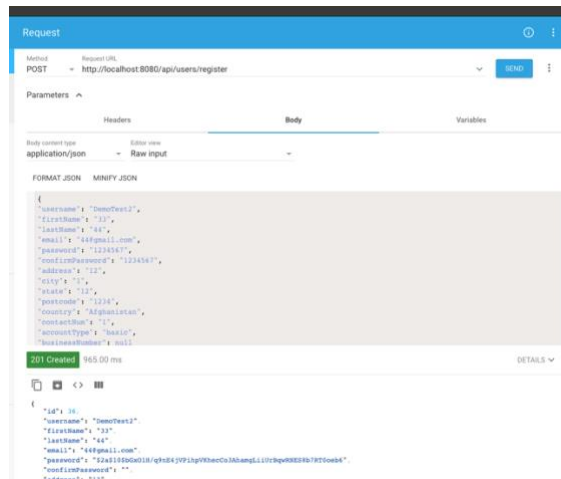 Request
Method
Request URL
POST
http://localhost:8080/api/users/register
SEND
Parameters
Headers
Body
Variables
Body content type
Editor view
application/json
Raw input
FORMAT JSON
MINIFY JSON
{
"username": "DemoTest2",
"firstName": "33",
"lastName": "44",
"email": "44@gmail.com",
"password": "1234567",
"confirmPassword": "1234567",
"address": "12",
"city": "1",
"state": "12",
"postcode": "1234",
"country": "Afghanistan",
"contactNum": "1",
"accountType": "basic",
"businessNumber": null
201 Created
965.00 ms
DETAILS
{
"id": 36,
"username": "DemoTest2",
"firstName": "33",
"lastName": "44",
"email": "44@gmail.com",
"password":
"confirmPassword": "",